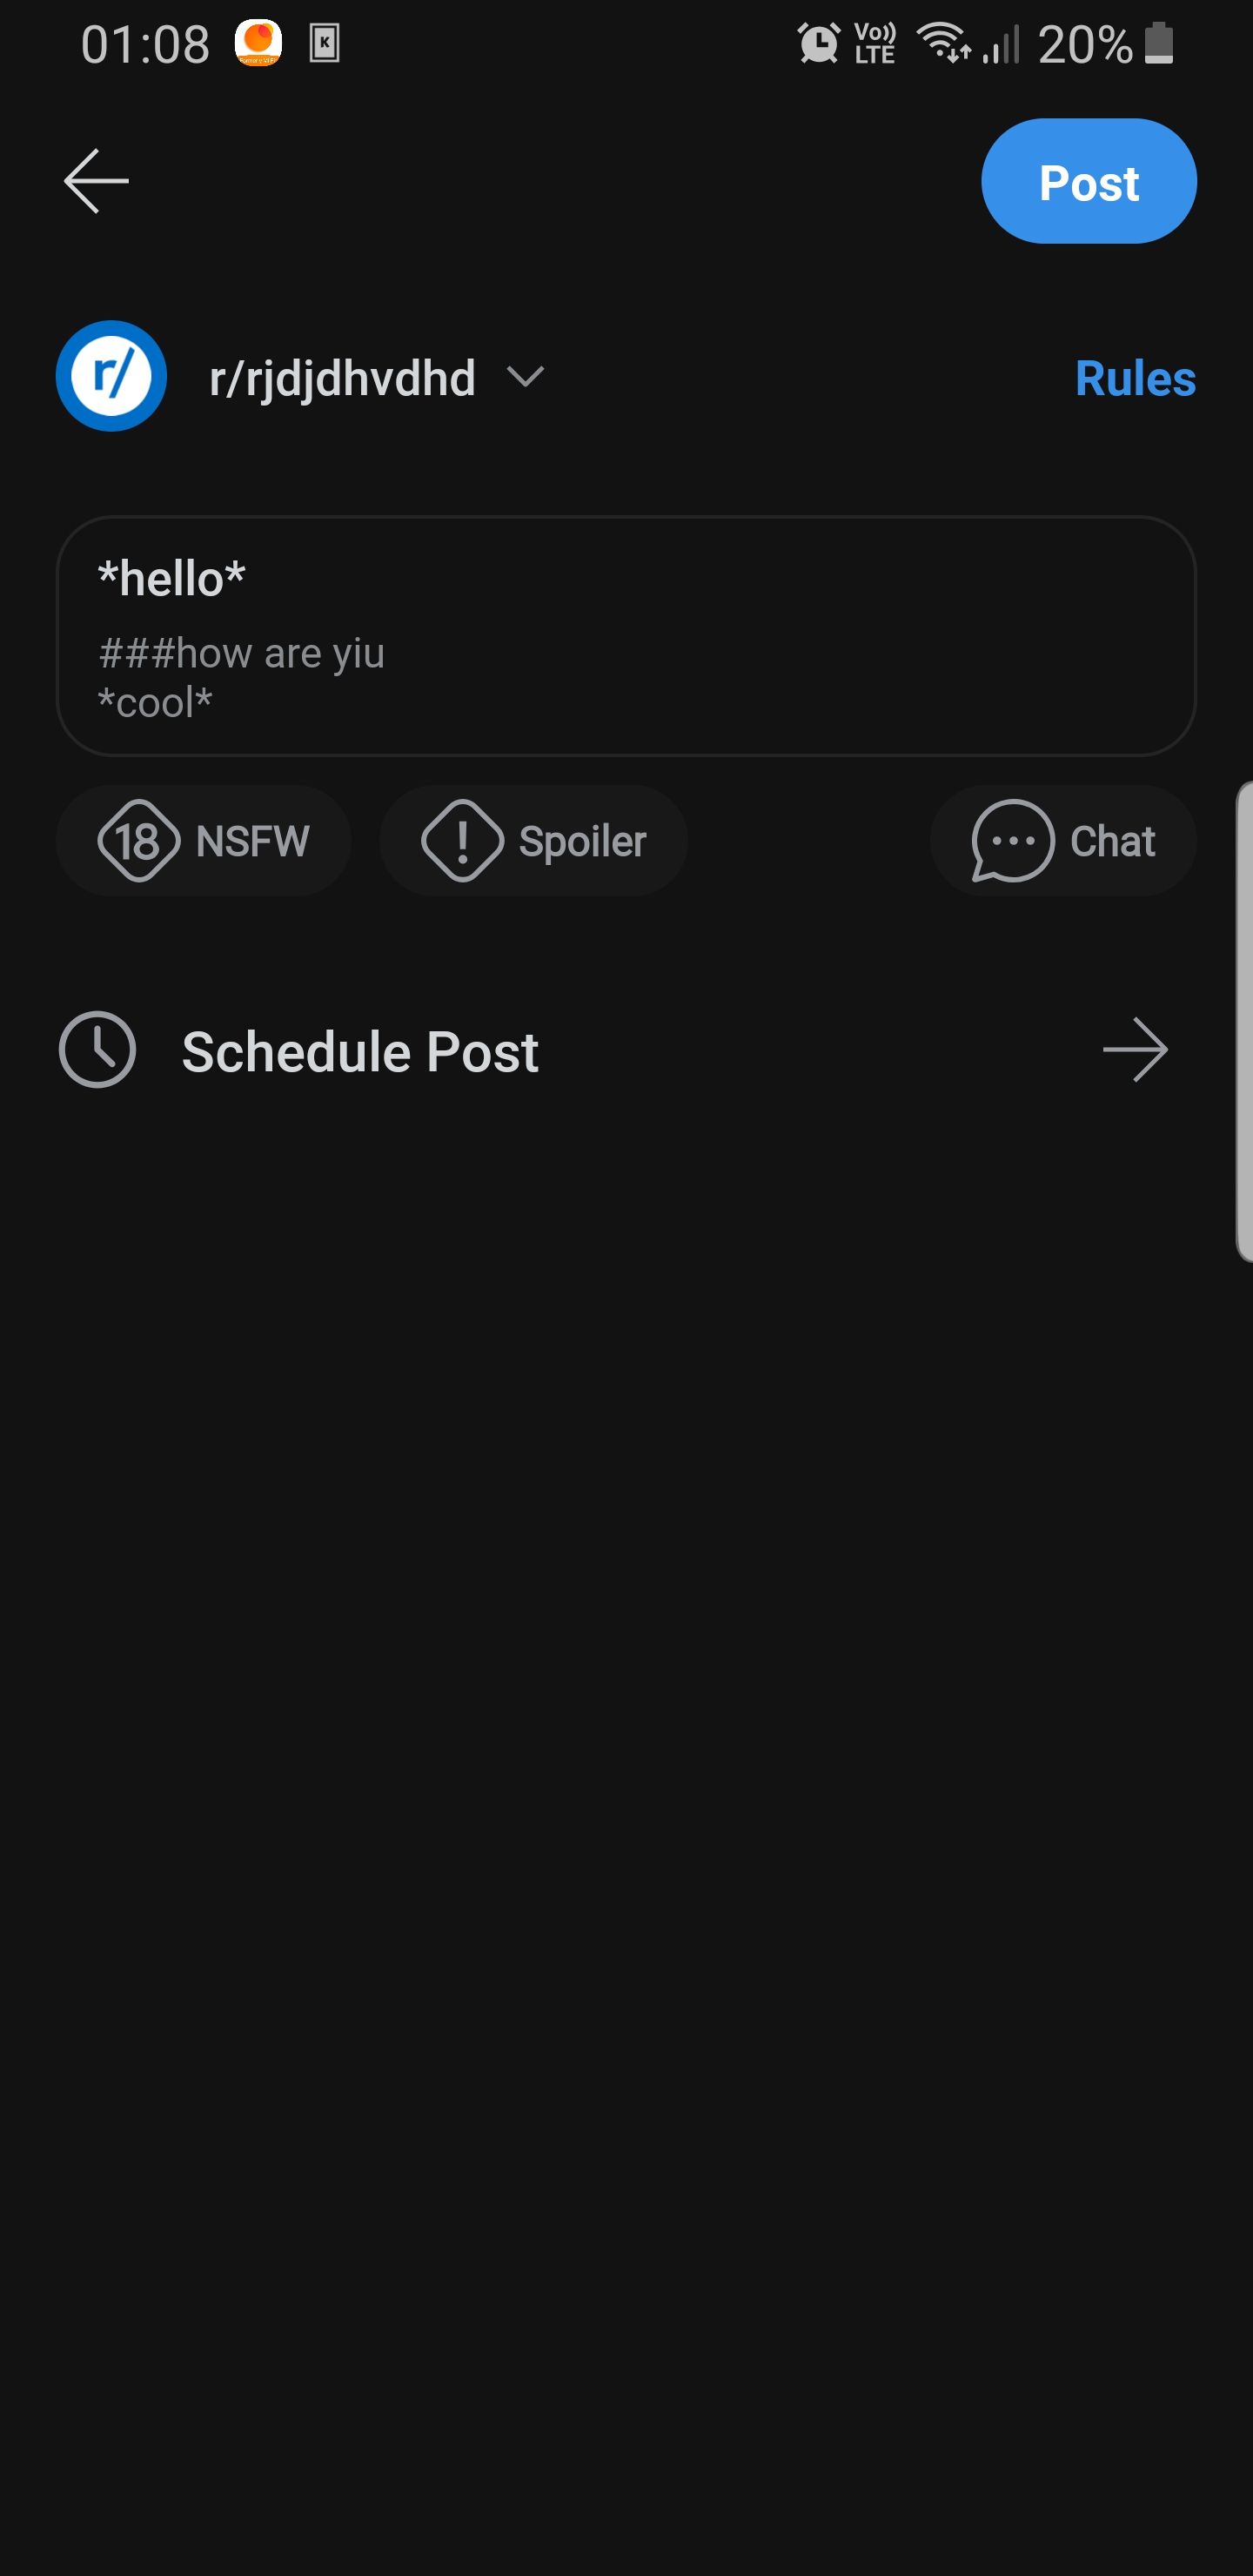 01:08 K Vo)) LTE 20%
Post
r/ r/rjdjdhvdhd Rules
*hello*
###how are yiu
*cool*
18 NSFW ! Spoiler Chat
Schedule Post